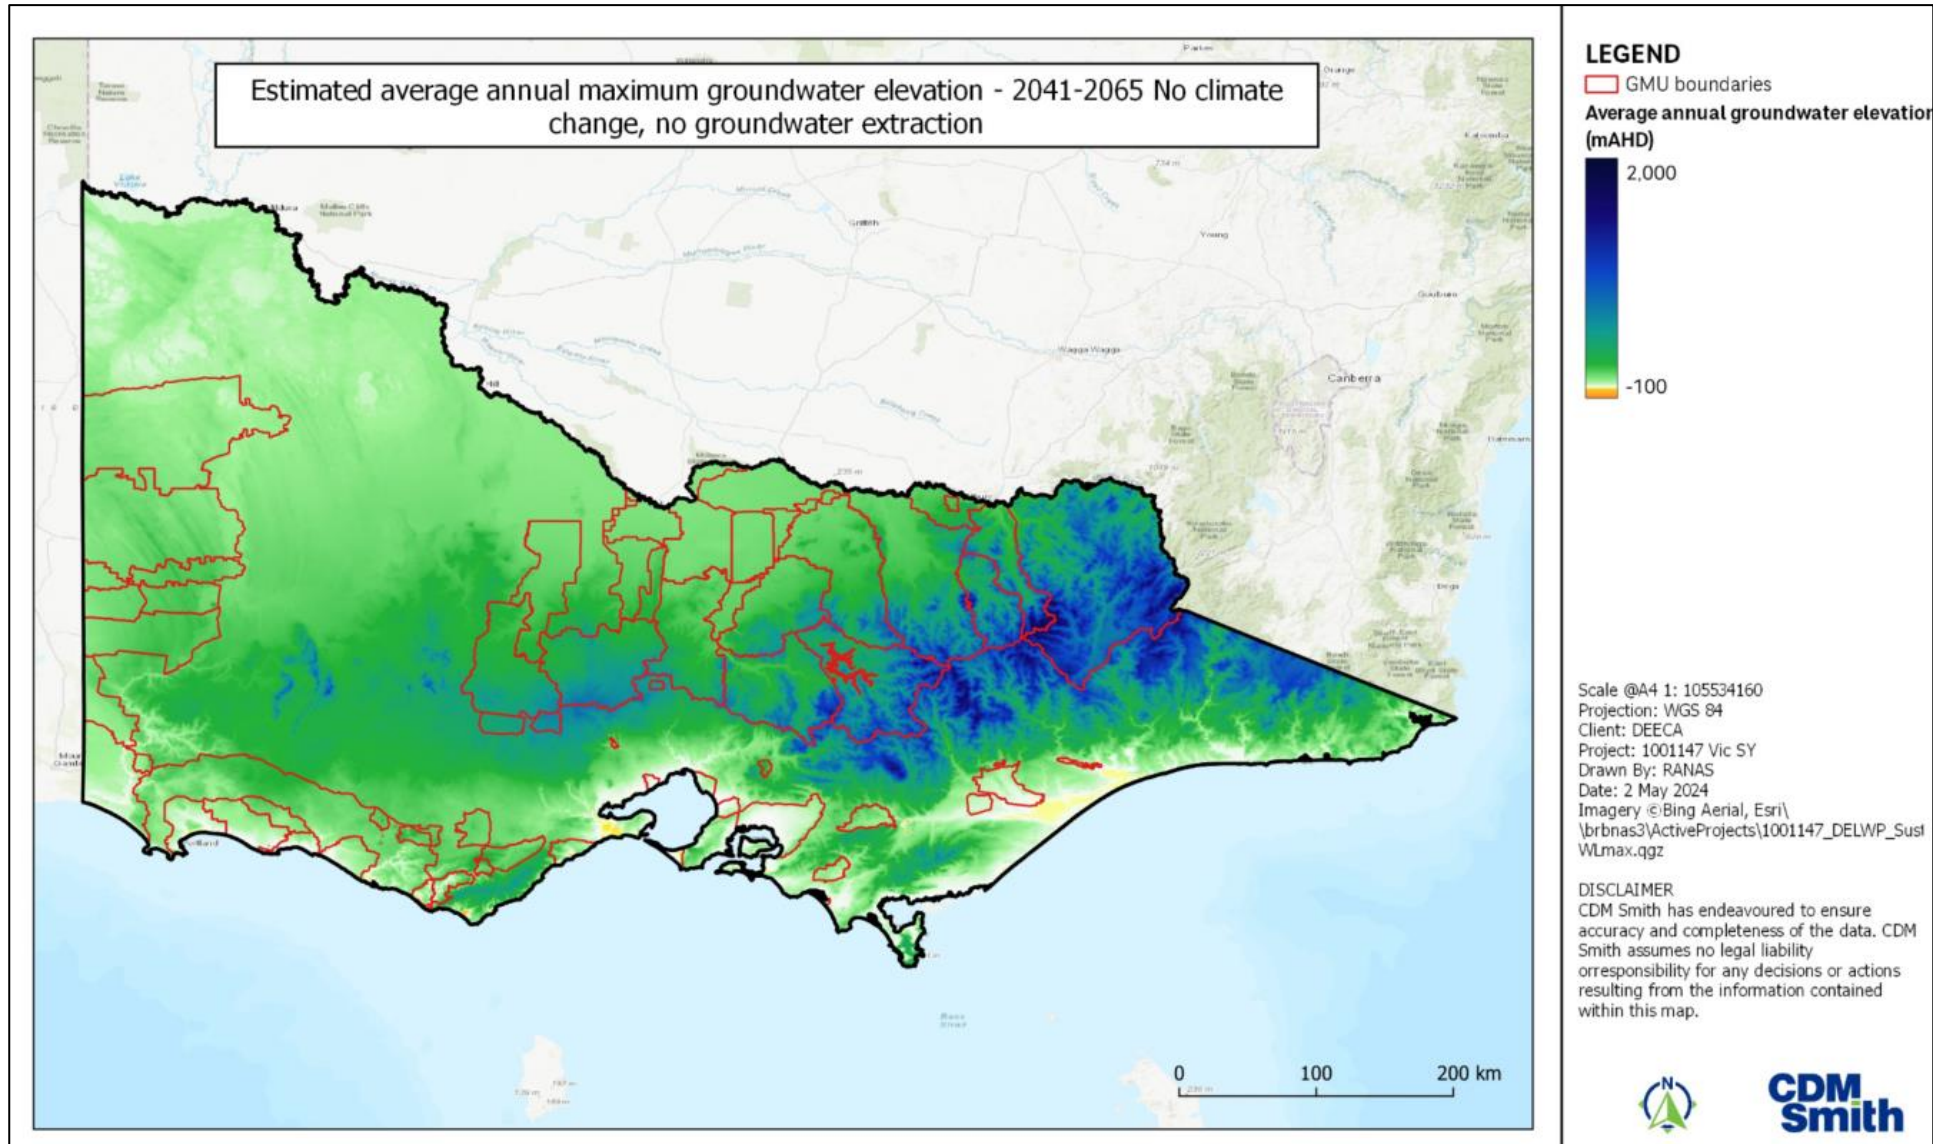 Estimated average annual maximum groundwater elevation - 2041-2065 No climate
change, no groundwater extraction
Griffith
Young
Wagga Wagga
Canberra
0 100 200 km
LEGEND
GMU boundaries
Average annual groundwater elevation
(mAHD)
2,000
-100
Scale @A4 1: 105534160
Projection: WGS 84
Client: DEECA
Project: 1001147 Vic SY
Drawn By: RANAS
Date: 2 May 2024
Imagery ©Bing Aerial, Esri\
\brbnas3\ActiveProjects\1001147_DELWP_Sust
WLmax.qgz
DISCLAIMER
CDM Smith has endeavoured to ensure
accuracy and completeness of the data. CDM
Smith assumes no legal liability
orresponsibility for any decisions or actions
resulting from the information contained
within this map.
N
CDM
Smith